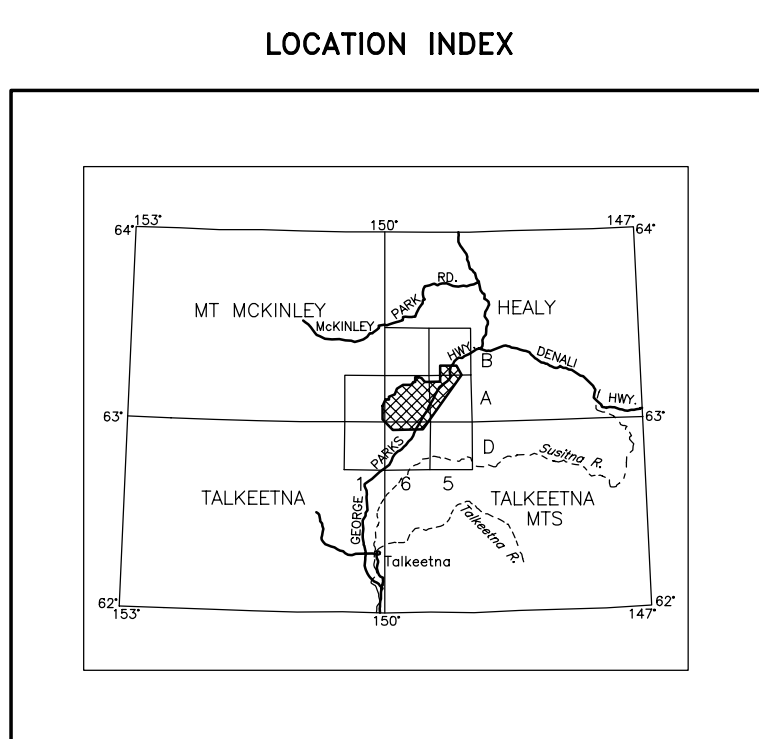 LOCATION INDEX
153°
150°
147°
64°
64°
RD.
PARK
MT MCKINLEY
HEALY
McKINLEY
HWY.
B
DENALI
A
HWY.
63°
63°
PARKS
D
Susitna R.
1
6
5
TALKEETNA
TALKEETNA
MTS
GEORGE
Talkeetna R.
Talkeetna
62°
62°
153°
150°
147°